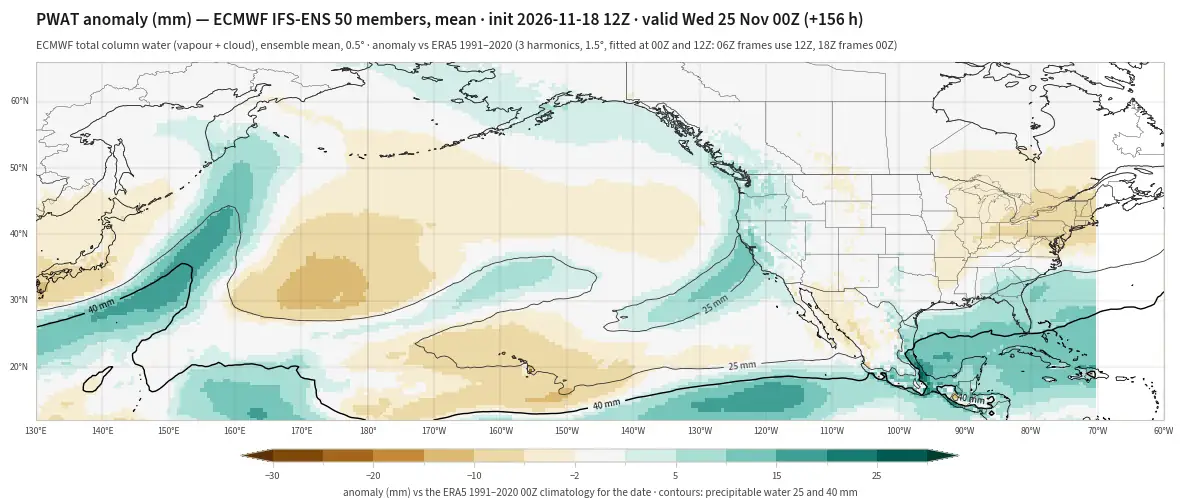 PWAT anomaly (mm) — ECMWF IFS-ENS 50 members, mean · init 2026-11-18 12Z · valid Wed 25 Nov 00Z (+156 h)
ECMWF total column water (vapour + cloud), ensemble mean, 0.5° · anomaly vs ERA5 1991–2020 (3 harmonics, 1.5°, fitted at 00Z and 12Z: 06Z frames use 12Z, 18Z frames 00Z)
60°N
50°N
40°N
30°N
20°N
40 mm
25 mm
25 mm
40 mm
40 mm
130°E 140°E 150°E 160°E 170°E 180° 170°W 160°W 150°W 140°W 130°W 120°W 110°W 100°W 90°W 80°W 70°W 60°W
−30 −20 −10 −2 5 15 25
anomaly (mm) vs the ERA5 1991–2020 00Z climatology for the date · contours: precipitable water 25 and 40 mm